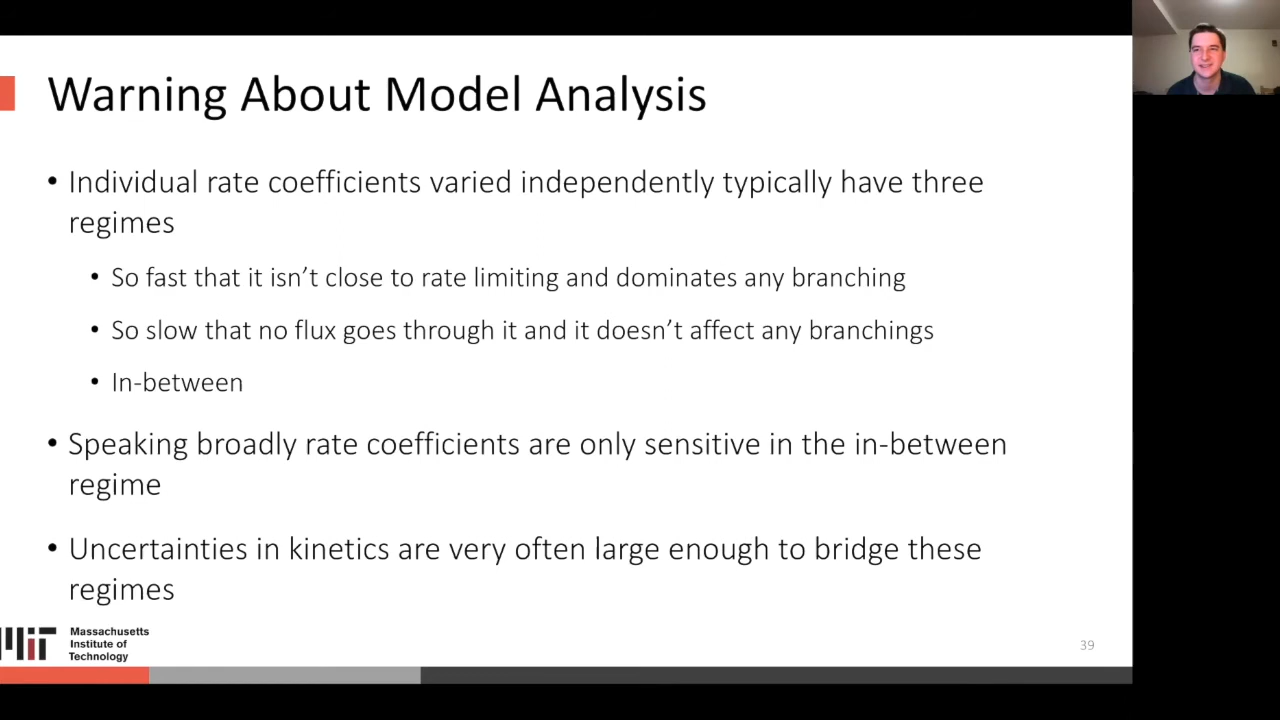 Warning About Model Analysis
• Individual rate coefficients varied independently typically have three
regimes
• So fast that it isn't close to rate limiting and dominates any branching
• So slow that no flux goes through it and it doesn't affect any branchings
• In-between
• Speaking broadly rate coefficients are only sensitive in the in-between
regime
• Uncertainties in kinetics are very often large enough to bridge these
regimes
Massachusetts
Institute of
Technology
39